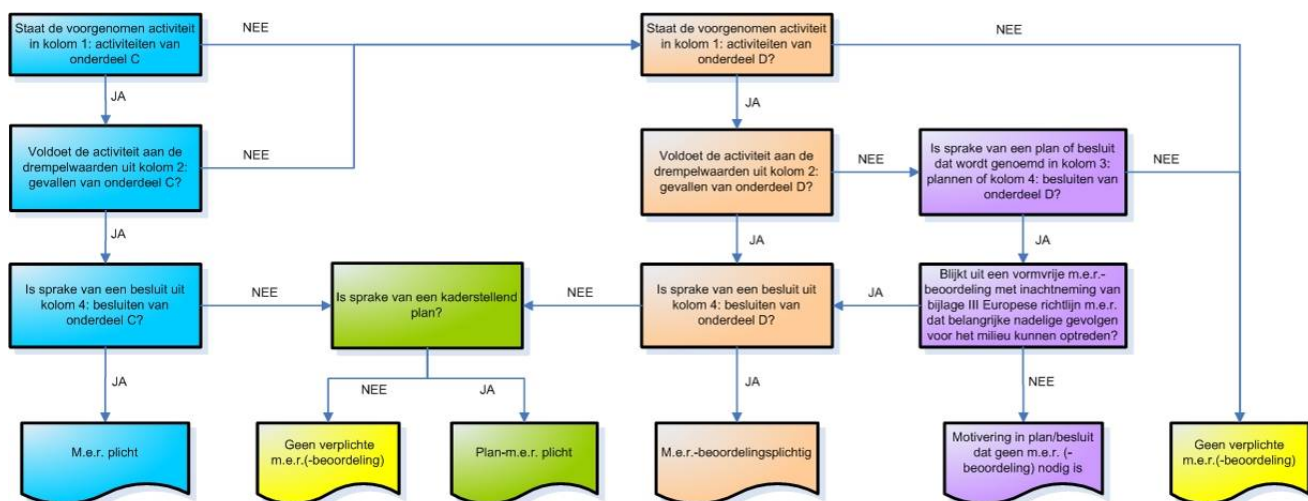 Staat de voorgenomen activiteit
in kolom 1: activiteiten van
onderdeel C
NEE
Staat de voorgenomen activiteit
in kolom 1: activiteiten van
onderdeel D?
NEE
JA
JA
Voldoet de activiteit aan de
drempelwaarden uit kolom 2:
gevallen van onderdeel C?
NEE
Voldoet de activiteit aan de
drempelwaarden uit kolom 2:
gevallen van onderdeel D?
NEE
Is sprake van een plan of besluit
dat wordt genoemd in kolom 3:
plannen of kolom 4: besluiten van
onderdeel D?
NEE
JA
JA
JA
Is sprake van een besluit uit
kolom 4: besluiten van
onderdeel C?
NEE
Is sprake van een kaderstellend
plan?
NEE
Is sprake van een besluit uit
kolom 4: besluiten van
onderdeel D?
JA
Blijkt uit een vormvrije m.e.r.-
beoordeling met inachtneming van
bijlage III Europese richtlijn m.e.r.
dat belangrijke nadelige gevolgen
voor het milieu kunnen optreden?
JA
NEE
JA
JA
NEE
M.e.r. plicht
Geen verplichte
m.e.r.(-beoordeling)
Plan-m.e.r. plicht
M.e.r.-beoordelingsplichtig
Motivering in plan/besluit
dat geen m.e.r. (-
beoordeling) nodig is
Geen verplichte
m.e.r.(-beoordeling)